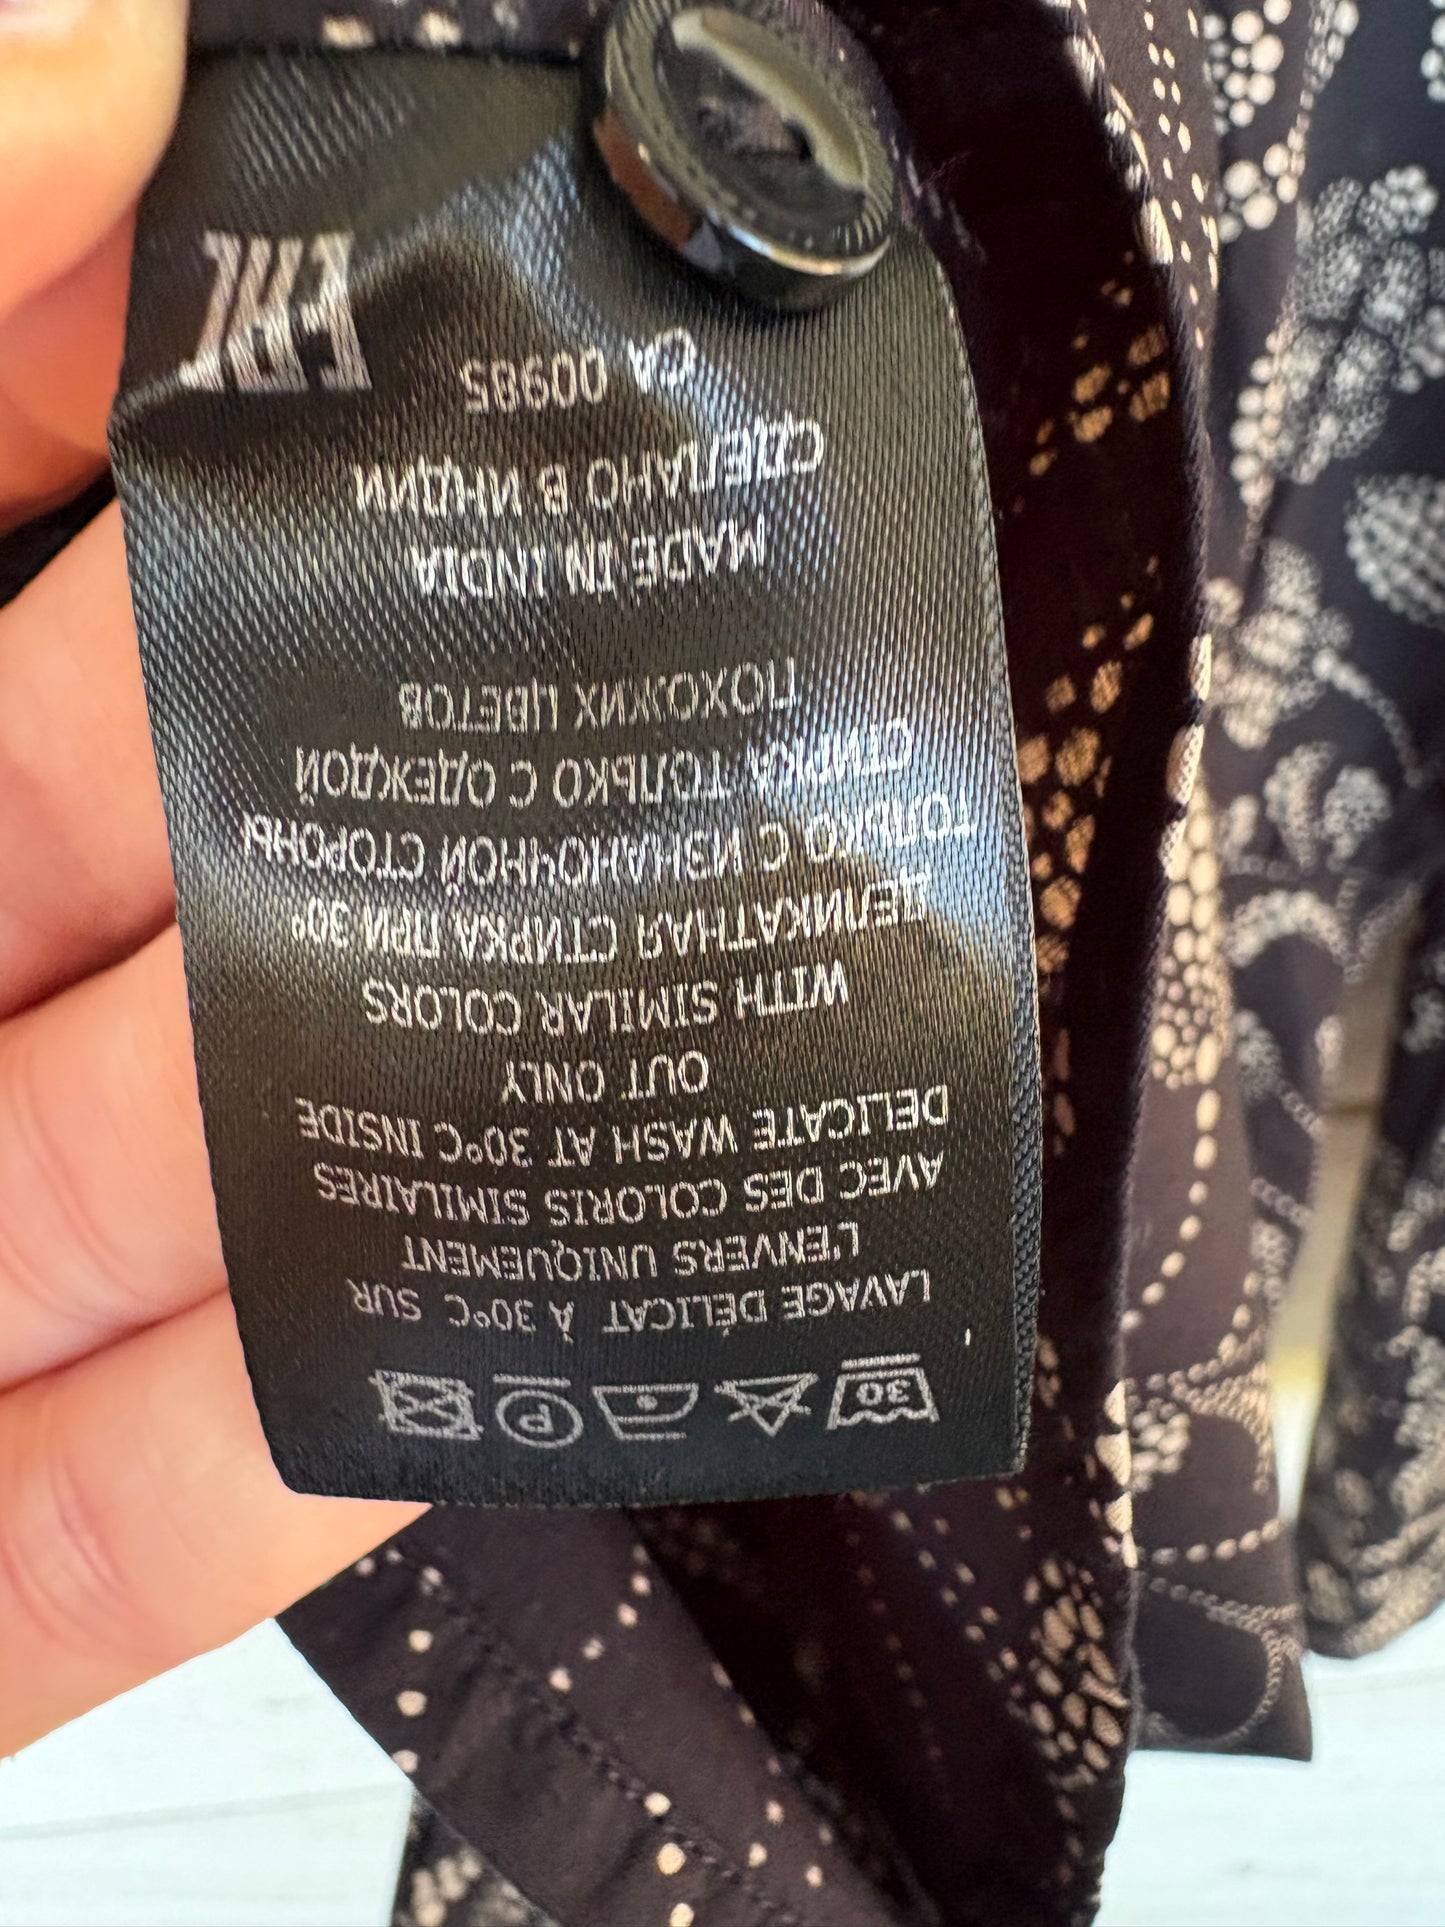 30 P
LAVAGE DÉLICAT À 30°C SUR
L'ENVERS UNIQUEMENT
AVEC DES COLORIS SIMILAIRES
DELICATE WASH AT 30°C INSIDE
OUT ONLY
WITH SIMILAR COLORS
ДЕЛИКАТНАЯ СТИРКА ПРИ 30°
ТОЛЬКО С ИЗНАНОЧНОЙ СТОРОНЫ
СТИРКА ТОЛЬКО С ОДЕЖДОЙ
ПОХОЖИХ ЦВЕТОВ
MADE IN INDIA
СДЕЛАНО В ИНДИИ
CA 00985
EAC